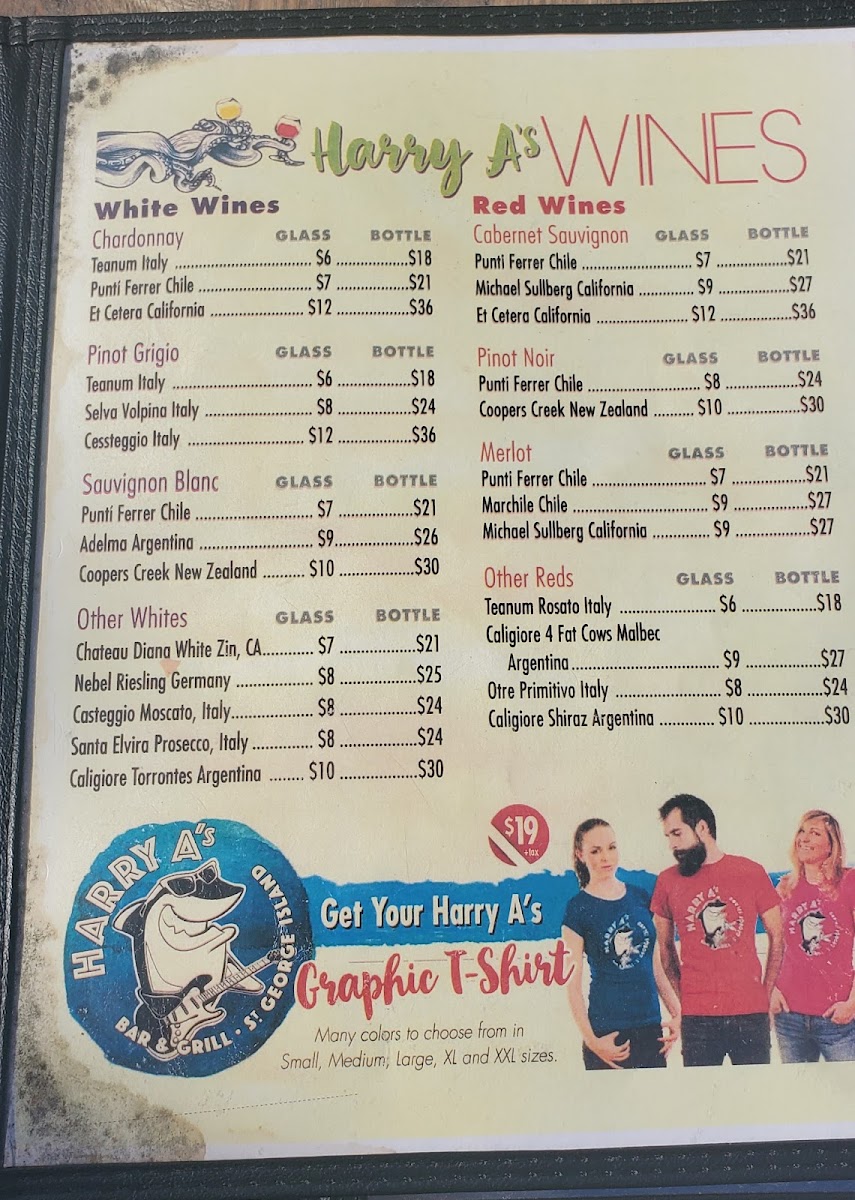 Harry A's WINES
White Wines
Chardonnay GLASS BOTTLE
Teanum Italy $6 $18
Punti Ferrer Chile $7 $21
Et Cetera California $12 $36
Pinot Grigio GLASS BOTTLE
Teanum Italy $6 $18
Selva Volpina Italy $8 $24
Cessteggio Italy $12 $36
Sauvignon Blanc GLASS BOTTLE
Punti Ferrer Chile $7 $21
Adelma Argentina $9 $26
Coopers Creek New Zealand $10 $30
Other Whites GLASS BOTTLE
Chateau Diana White Zin, CA $7 $21
Nebel Riesling Germany $8 $25
Casteggio Moscato, Italy $8 $24
Santa Elvira Prosecco, Italy $8 $24
Caligiore Torrontes Argentina $10 $30
Red Wines
Cabernet Sauvignon GLASS BOTTLE
Punti Ferrer Chile $7 $21
Michael Sullberg California $9 $27
Et Cetera California $12 $36
Pinot Noir GLASS BOTTLE
Punti Ferrer Chile $8 $24
Coopers Creek New Zealand $10 $30
Merlot GLASS BOTTLE
Punti Ferrer Chile $7 $21
Marchile Chile $9 $27
Michael Sullberg California $9 $27
Other Reds GLASS BOTTLE
Teanum Rosato Italy $6 $18
Caligiore 4 Fat Cows Malbec
Argentina $9 $27
Otre Primitivo Italy $8 $24
Caligiore Shiraz Argentina $10 $30
HARRY A's
BAR & GRILL • ST GEORGE ISLAND
$19
+tax
Get Your Harry A's
Graphic T-Shirt
Many colors to choose from in
Small, Medium, Large, XL and XXL sizes.
HARRY A's
HARRY A's
HARRY A's